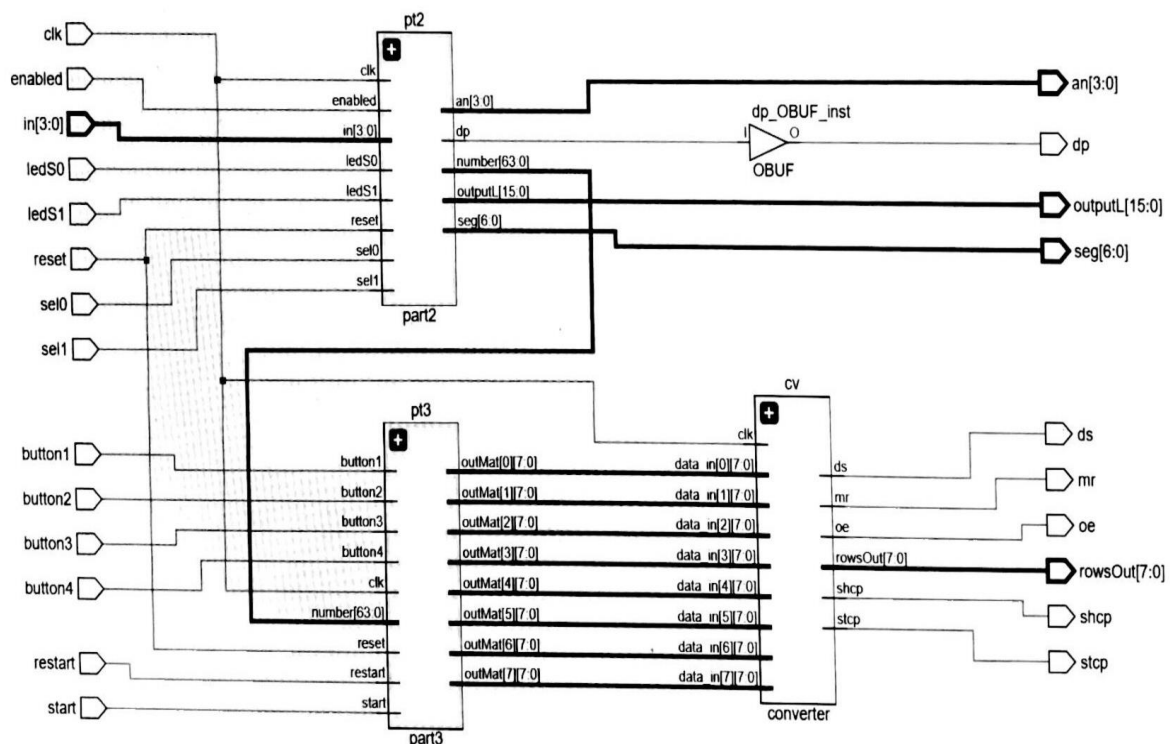 clk
enabled
in[3:0]
ledS0
ledS1
reset
sel0
sel1
pt2
clk
enabled
in[3:0]
ledS0
ledS1
reset
sel0
sel1
an[3:0]
dp
number[63:0]
outputL[15:0]
seg[6:0]
part2
dp_OBUF_inst
I
O
OBUF
an[3:0]
dp
outputL[15:0]
seg[6:0]
button1
button2
button3
button4
restart
start
pt3
button1
button2
button3
button4
clk
number[63:0]
reset
restart
start
outMat[0][7:0]
outMat[1][7:0]
outMat[2][7:0]
outMat[3][7:0]
outMat[4][7:0]
outMat[5][7:0]
outMat[6][7:0]
outMat[7][7:0]
part3
cv
clk
data_in[0][7:0]
data_in[1][7:0]
data_in[2][7:0]
data_in[3][7:0]
data_in[4][7:0]
data_in[5][7:0]
data_in[6][7:0]
data_in[7][7:0]
ds
mr
oe
rowsOut[7:0]
shcp
stcp
converter
ds
mr
oe
rowsOut[7:0]
shcp
stcp